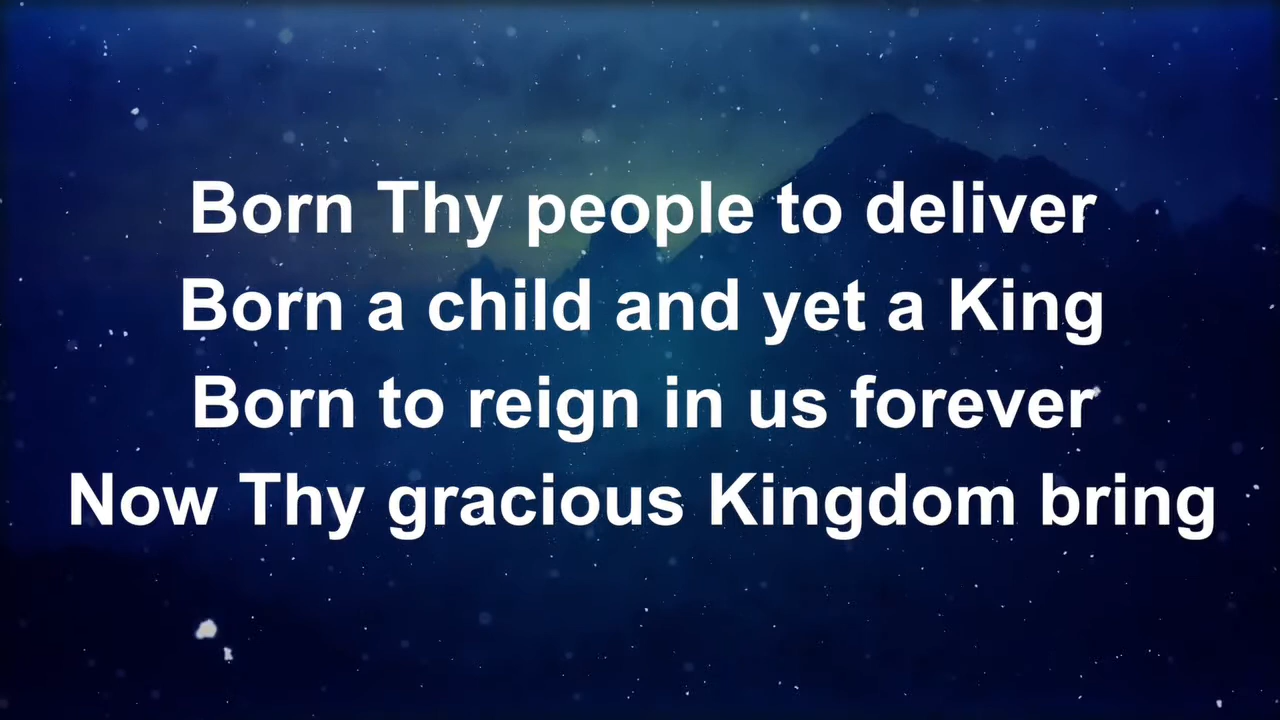 Born Thy people to deliver
Born a child and yet a King
Born to reign in us forever
Now Thy gracious Kingdom bring